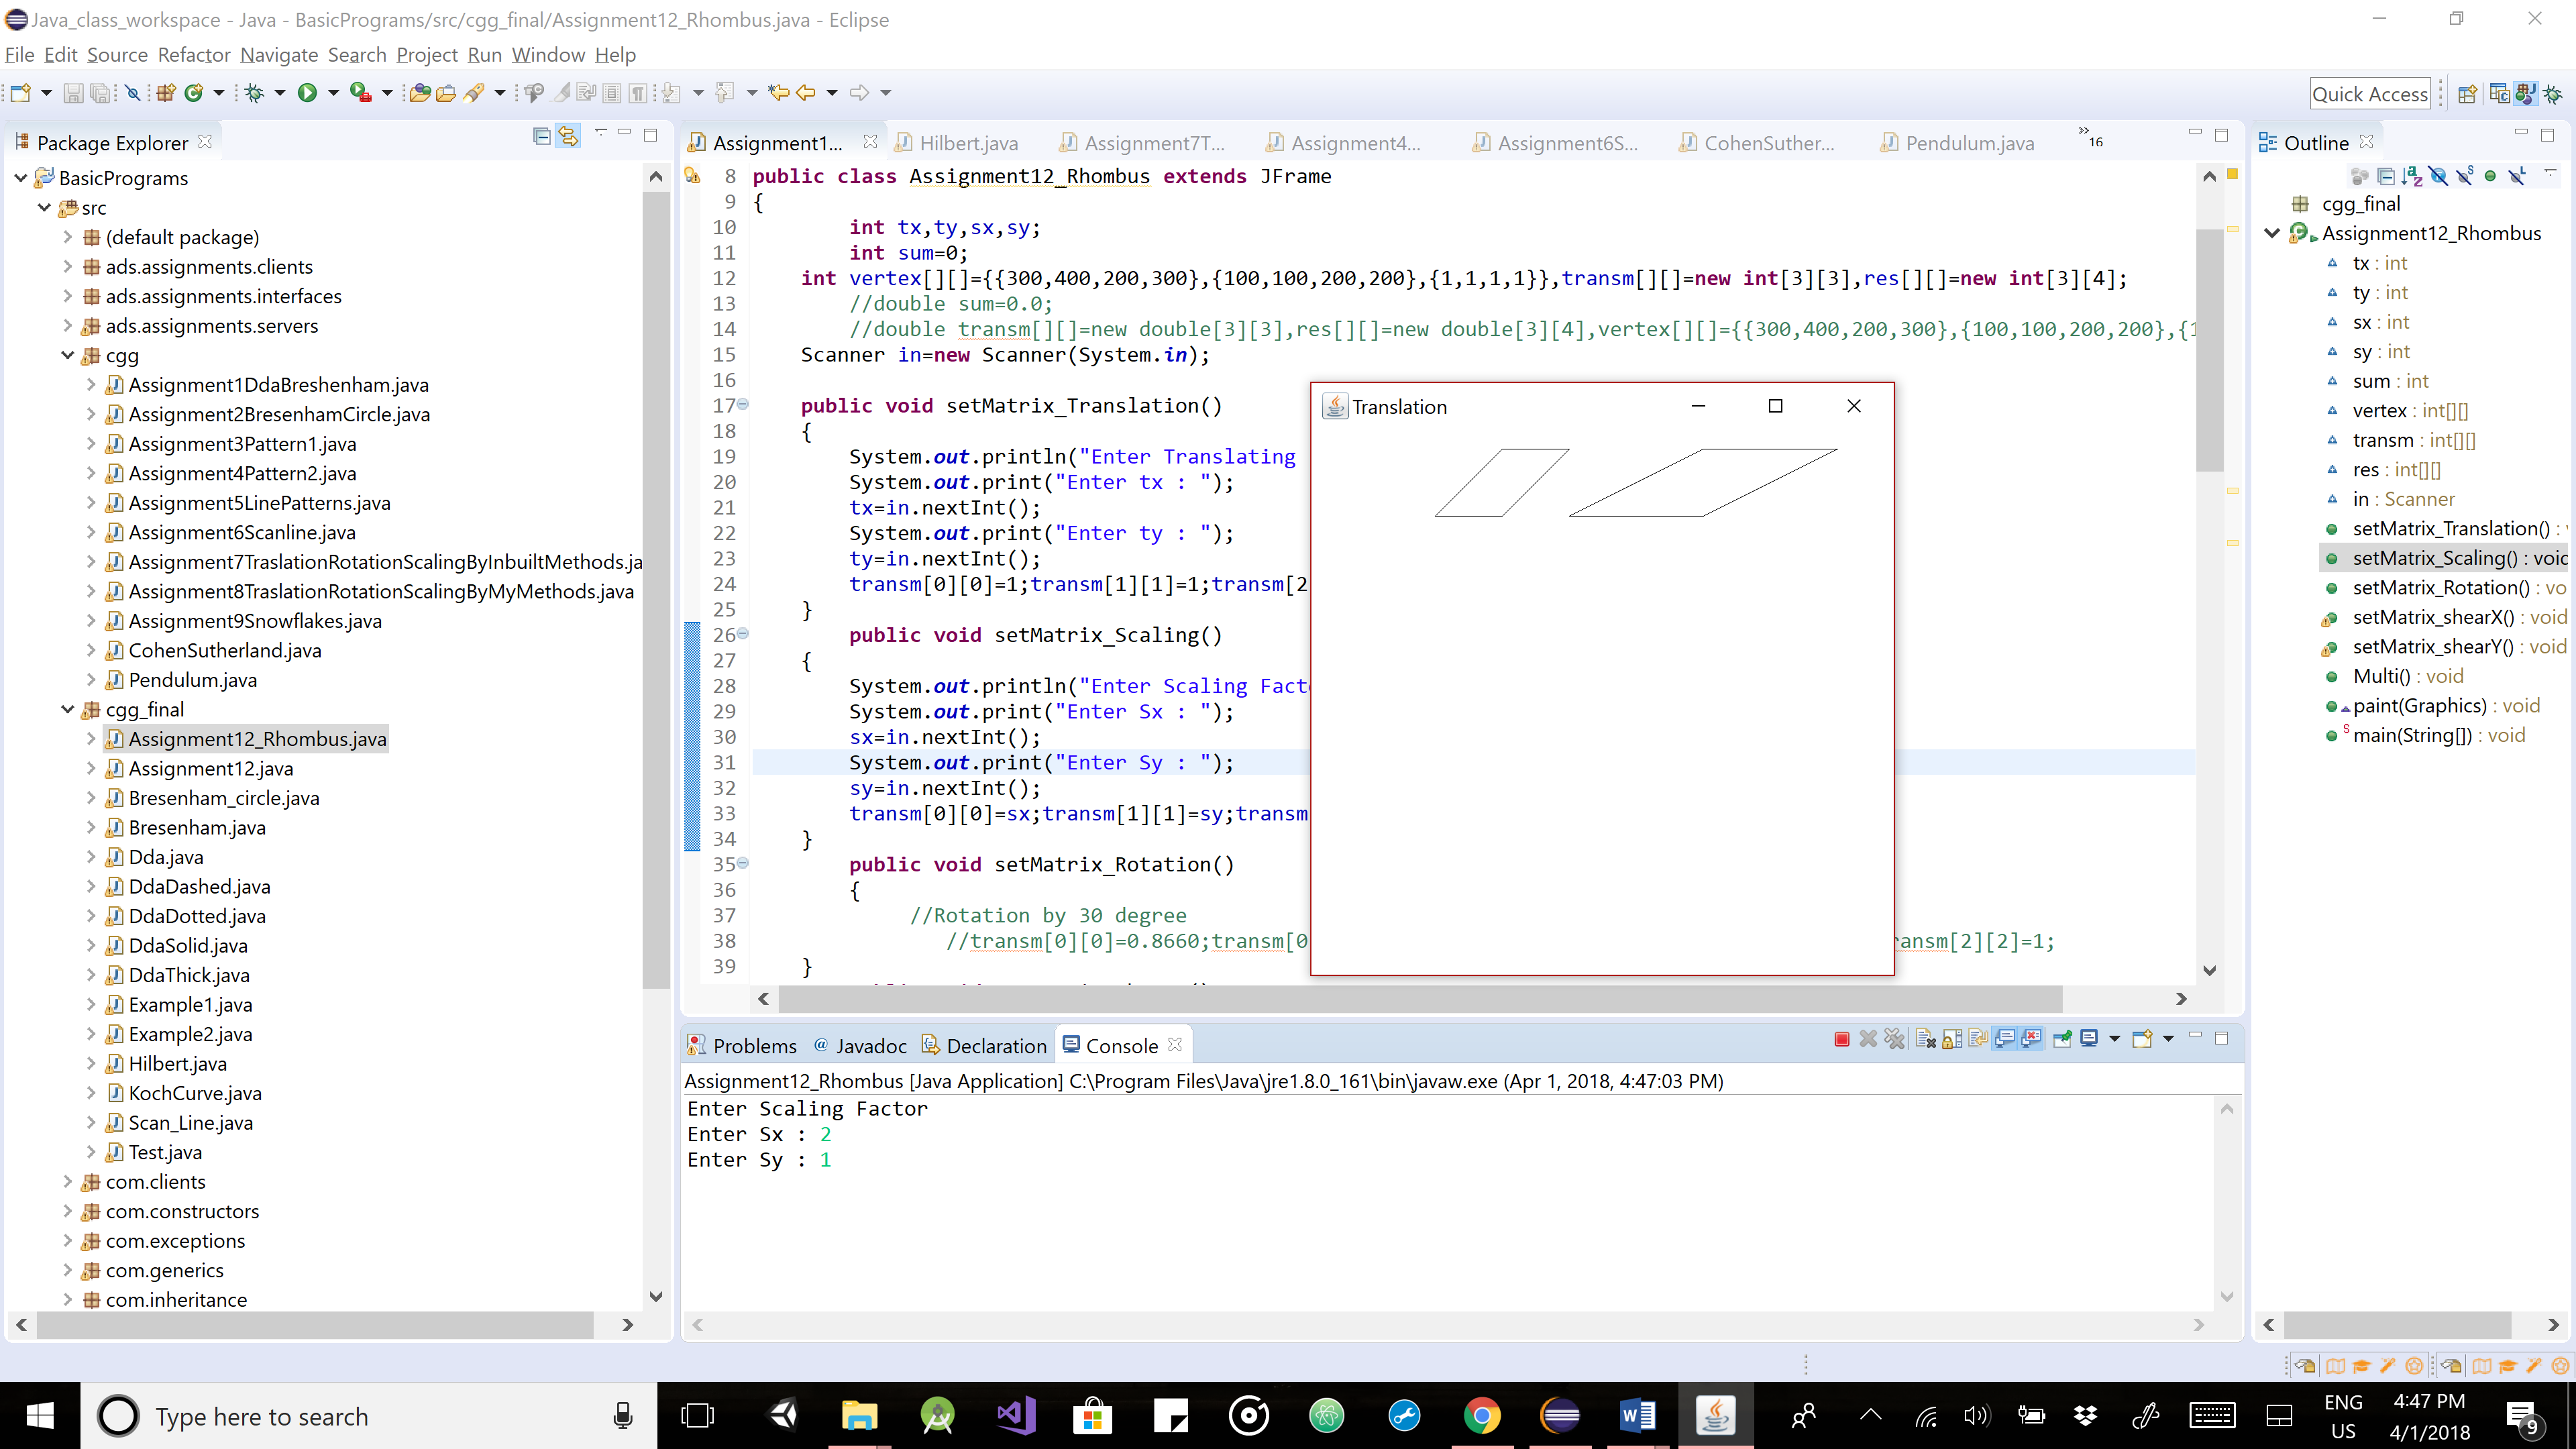 Java_class_workspace - Java - BasicPrograms/src/cgg_final/Assignment12_Rhombus.java - Eclipse
File Edit Source Refactor Navigate Search Project Run Window Help
Quick Access
Package Explorer
BasicPrograms
src
(default package)
ads.assignments.clients
ads.assignments.interfaces
ads.assignments.servers
cgg
Assignment1DdaBreshenham.java
Assignment2BresenhamCircle.java
Assignment3Pattern1.java
Assignment4Pattern2.java
Assignment5LinePatterns.java
Assignment6Scanline.java
Assignment7TraslationRotationScalingByInbuiltMethods.ja
Assignment8TraslationRotationScalingByMyMethods.java
Assignment9Snowflakes.java
CohenSutherland.java
Pendulum.java
cgg_final
Assignment12_Rhombus.java
Assignment12.java
Bresenham_circle.java
Bresenham.java
Dda.java
DdaDashed.java
DdaDotted.java
DdaSolid.java
DdaThick.java
Example1.java
Example2.java
Hilbert.java
KochCurve.java
Scan_Line.java
Test.java
com.clients
com.constructors
com.exceptions
com.generics
com.inheritance
Assignment1... Hilbert.java Assignment7T... Assignment4... Assignment6S... CohenSuther... Pendulum.java »16
8 public class Assignment12_Rhombus extends JFrame
9 {
10 int tx,ty,sx,sy;
11 int sum=0;
12 int vertex[][]={{300,400,200,300},{100,100,200,200},{1,1,1,1}},transm[][]=new int[3][3],res[][]=new int[3][4];
13 //double sum=0.0;
14 //double transm[][]=new double[3][3],res[][]=new double[3][4],vertex[][]={{300,400,200,300},{100,100,200,200},{1
15 Scanner in=new Scanner(System.in);
16
17 public void setMatrix_Translation()
18 {
19 System.out.println("Enter Translating
20 System.out.print("Enter tx : ");
21 tx=in.nextInt();
22 System.out.print("Enter ty : ");
23 ty=in.nextInt();
24 transm[0][0]=1;transm[1][1]=1;transm[2
25 }
26 public void setMatrix_Scaling()
27 {
28 System.out.println("Enter Scaling Fact
29 System.out.print("Enter Sx : ");
30 sx=in.nextInt();
31 System.out.print("Enter Sy : ");
32 sy=in.nextInt();
33 transm[0][0]=sx;transm[1][1]=sy;transm
34 }
35 public void setMatrix_Rotation()
36 {
37 //Rotation by 30 degree
38 //transm[0][0]=0.8660;transm[0 ransm[2][2]=1;
39 }
Translation
Problems Javadoc Declaration Console
Assignment12_Rhombus [Java Application] C:\Program Files\Java\jre1.8.0_161\bin\javaw.exe (Apr 1, 2018, 4:47:03 PM)
Enter Scaling Factor
Enter Sx : 2
Enter Sy : 1
Outline
cgg_final
Assignment12_Rhombus
tx : int
ty : int
sx : int
sy : int
sum : int
vertex : int[][]
transm : int[][]
res : int[][]
in : Scanner
setMatrix_Translation() :
setMatrix_Scaling() : voic
setMatrix_Rotation() : vo
setMatrix_shearX() : void
setMatrix_shearY() : void
Multi() : void
paint(Graphics) : void
main(String[]) : void
Type here to search
ENG
US
4:47 PM
4/1/2018
9